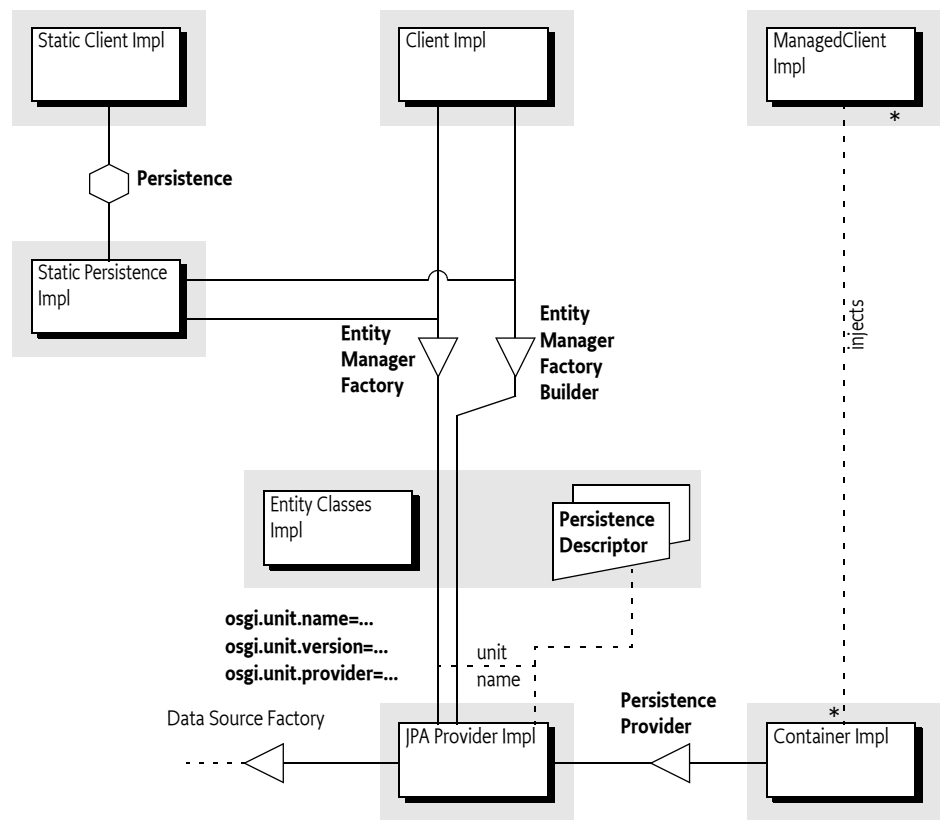 Static Client Impl
Client Impl
ManagedClient
Impl
*
Persistence
Static Persistence
Impl
Entity
Manager
Factory
Entity
Manager
Factory
Builder
injects
Entity Classes
Impl
Persistence
Descriptor
osgi.unit.name=...
osgi.unit.version=...
osgi.unit.provider=...
unit
name
Data Source Factory
JPA Provider Impl
Persistence
Provider
*
Container Impl